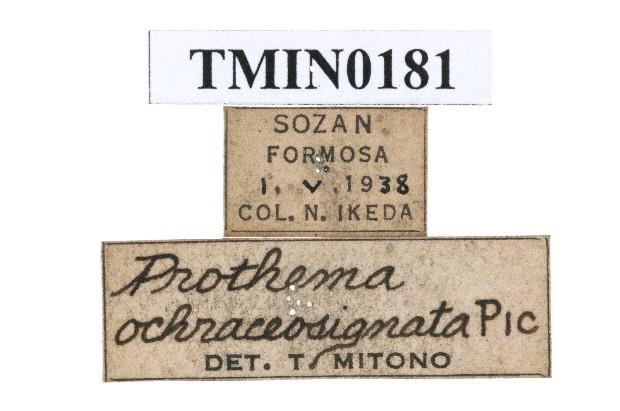 TMIN0181
SOZAN
FORMOSA
1. V. 1938
COL. N. IKEDA
Prothema
ochraceosignata Pic
DET. T. MITONO